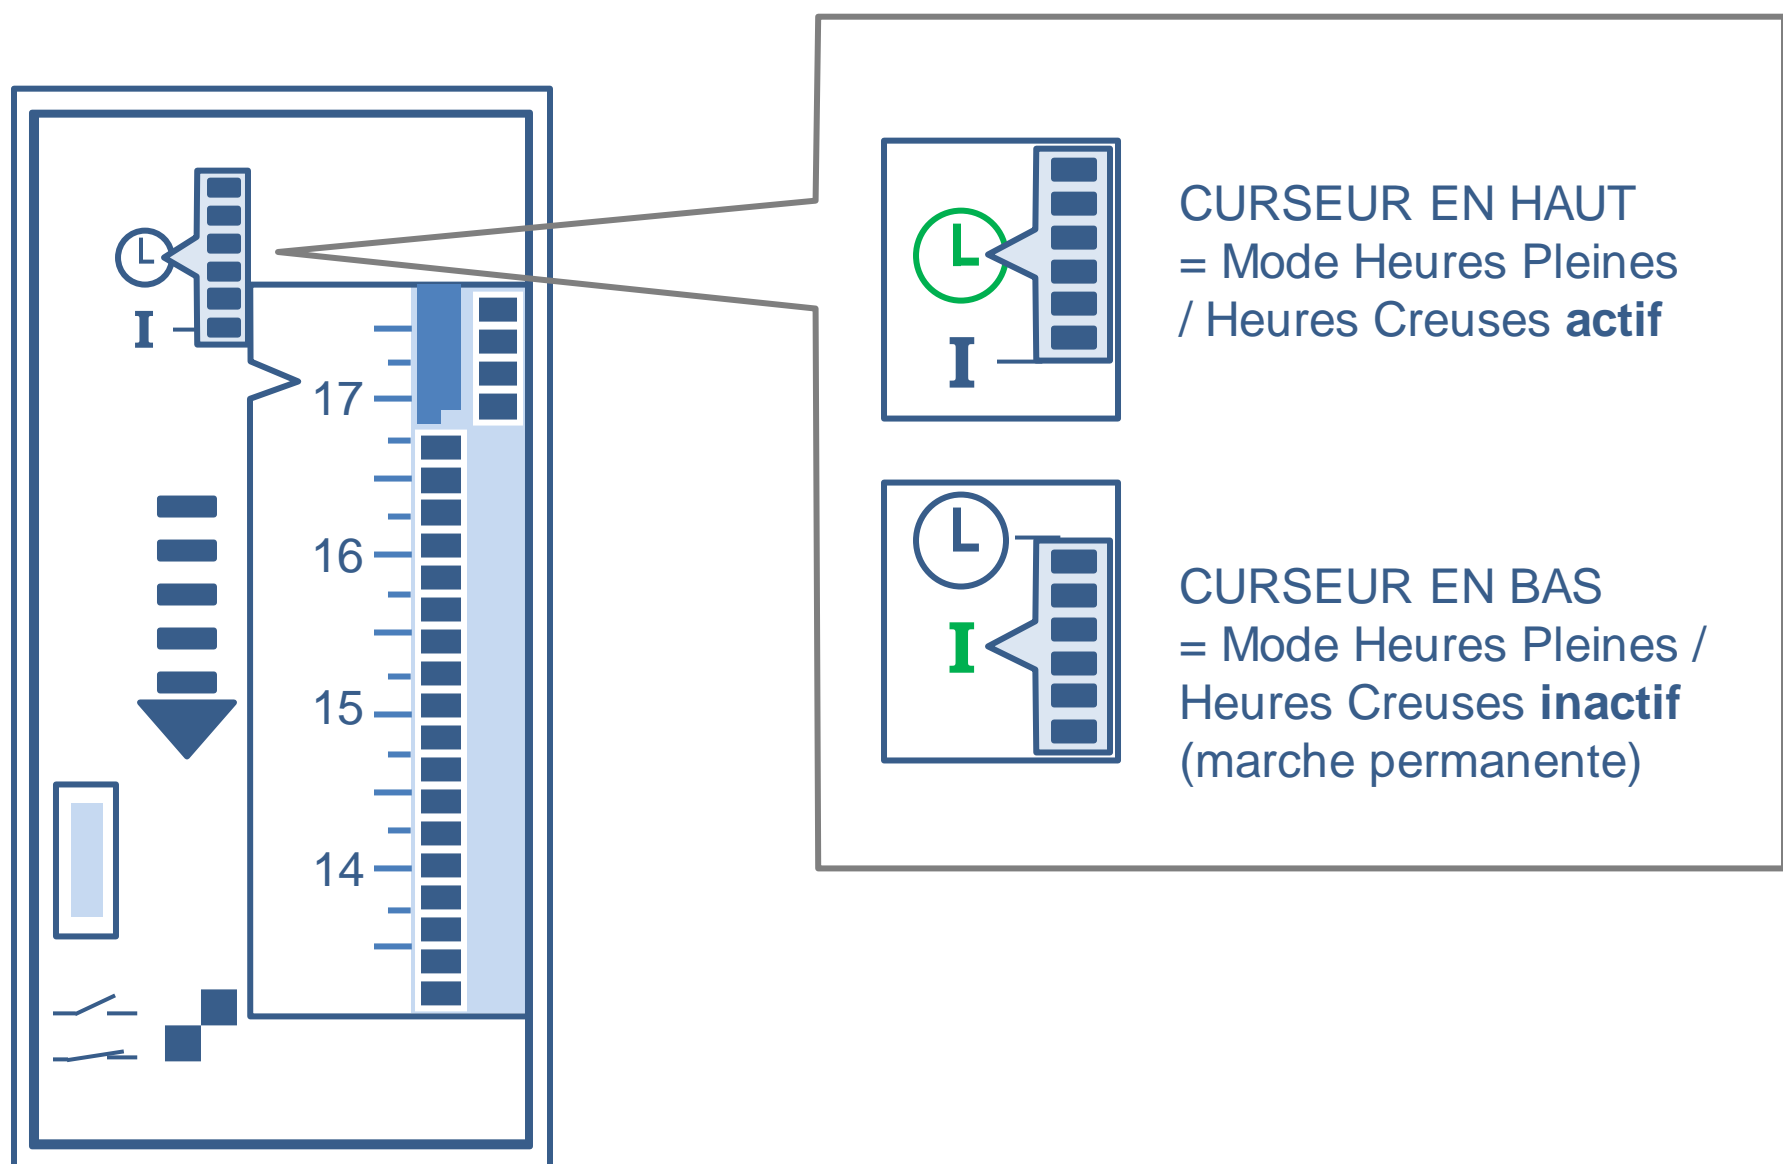 I
17
16
15
14
I
CURSEUR EN HAUT
= Mode Heures Pleines
/ Heures Creuses actif
I
CURSEUR EN BAS
= Mode Heures Pleines /
Heures Creuses inactif
(marche permanente)